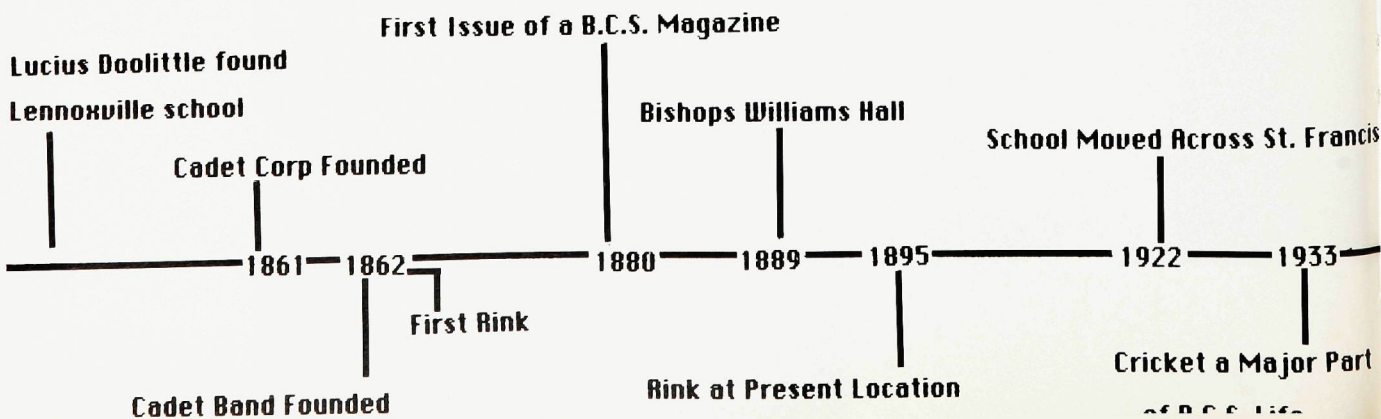 First Issue of a B.C.S. Magazine
Lucius Doolittle found
Lennoxville school
Bishops Williams Hall
School Moved Across St. Francis
Cadet Corp Founded
1861 1862 1880 1889 1895 1922 1933
First Rink
Cricket a Major Part
Rink at Present Location
Cadet Band Founded
of B.C.S. Life